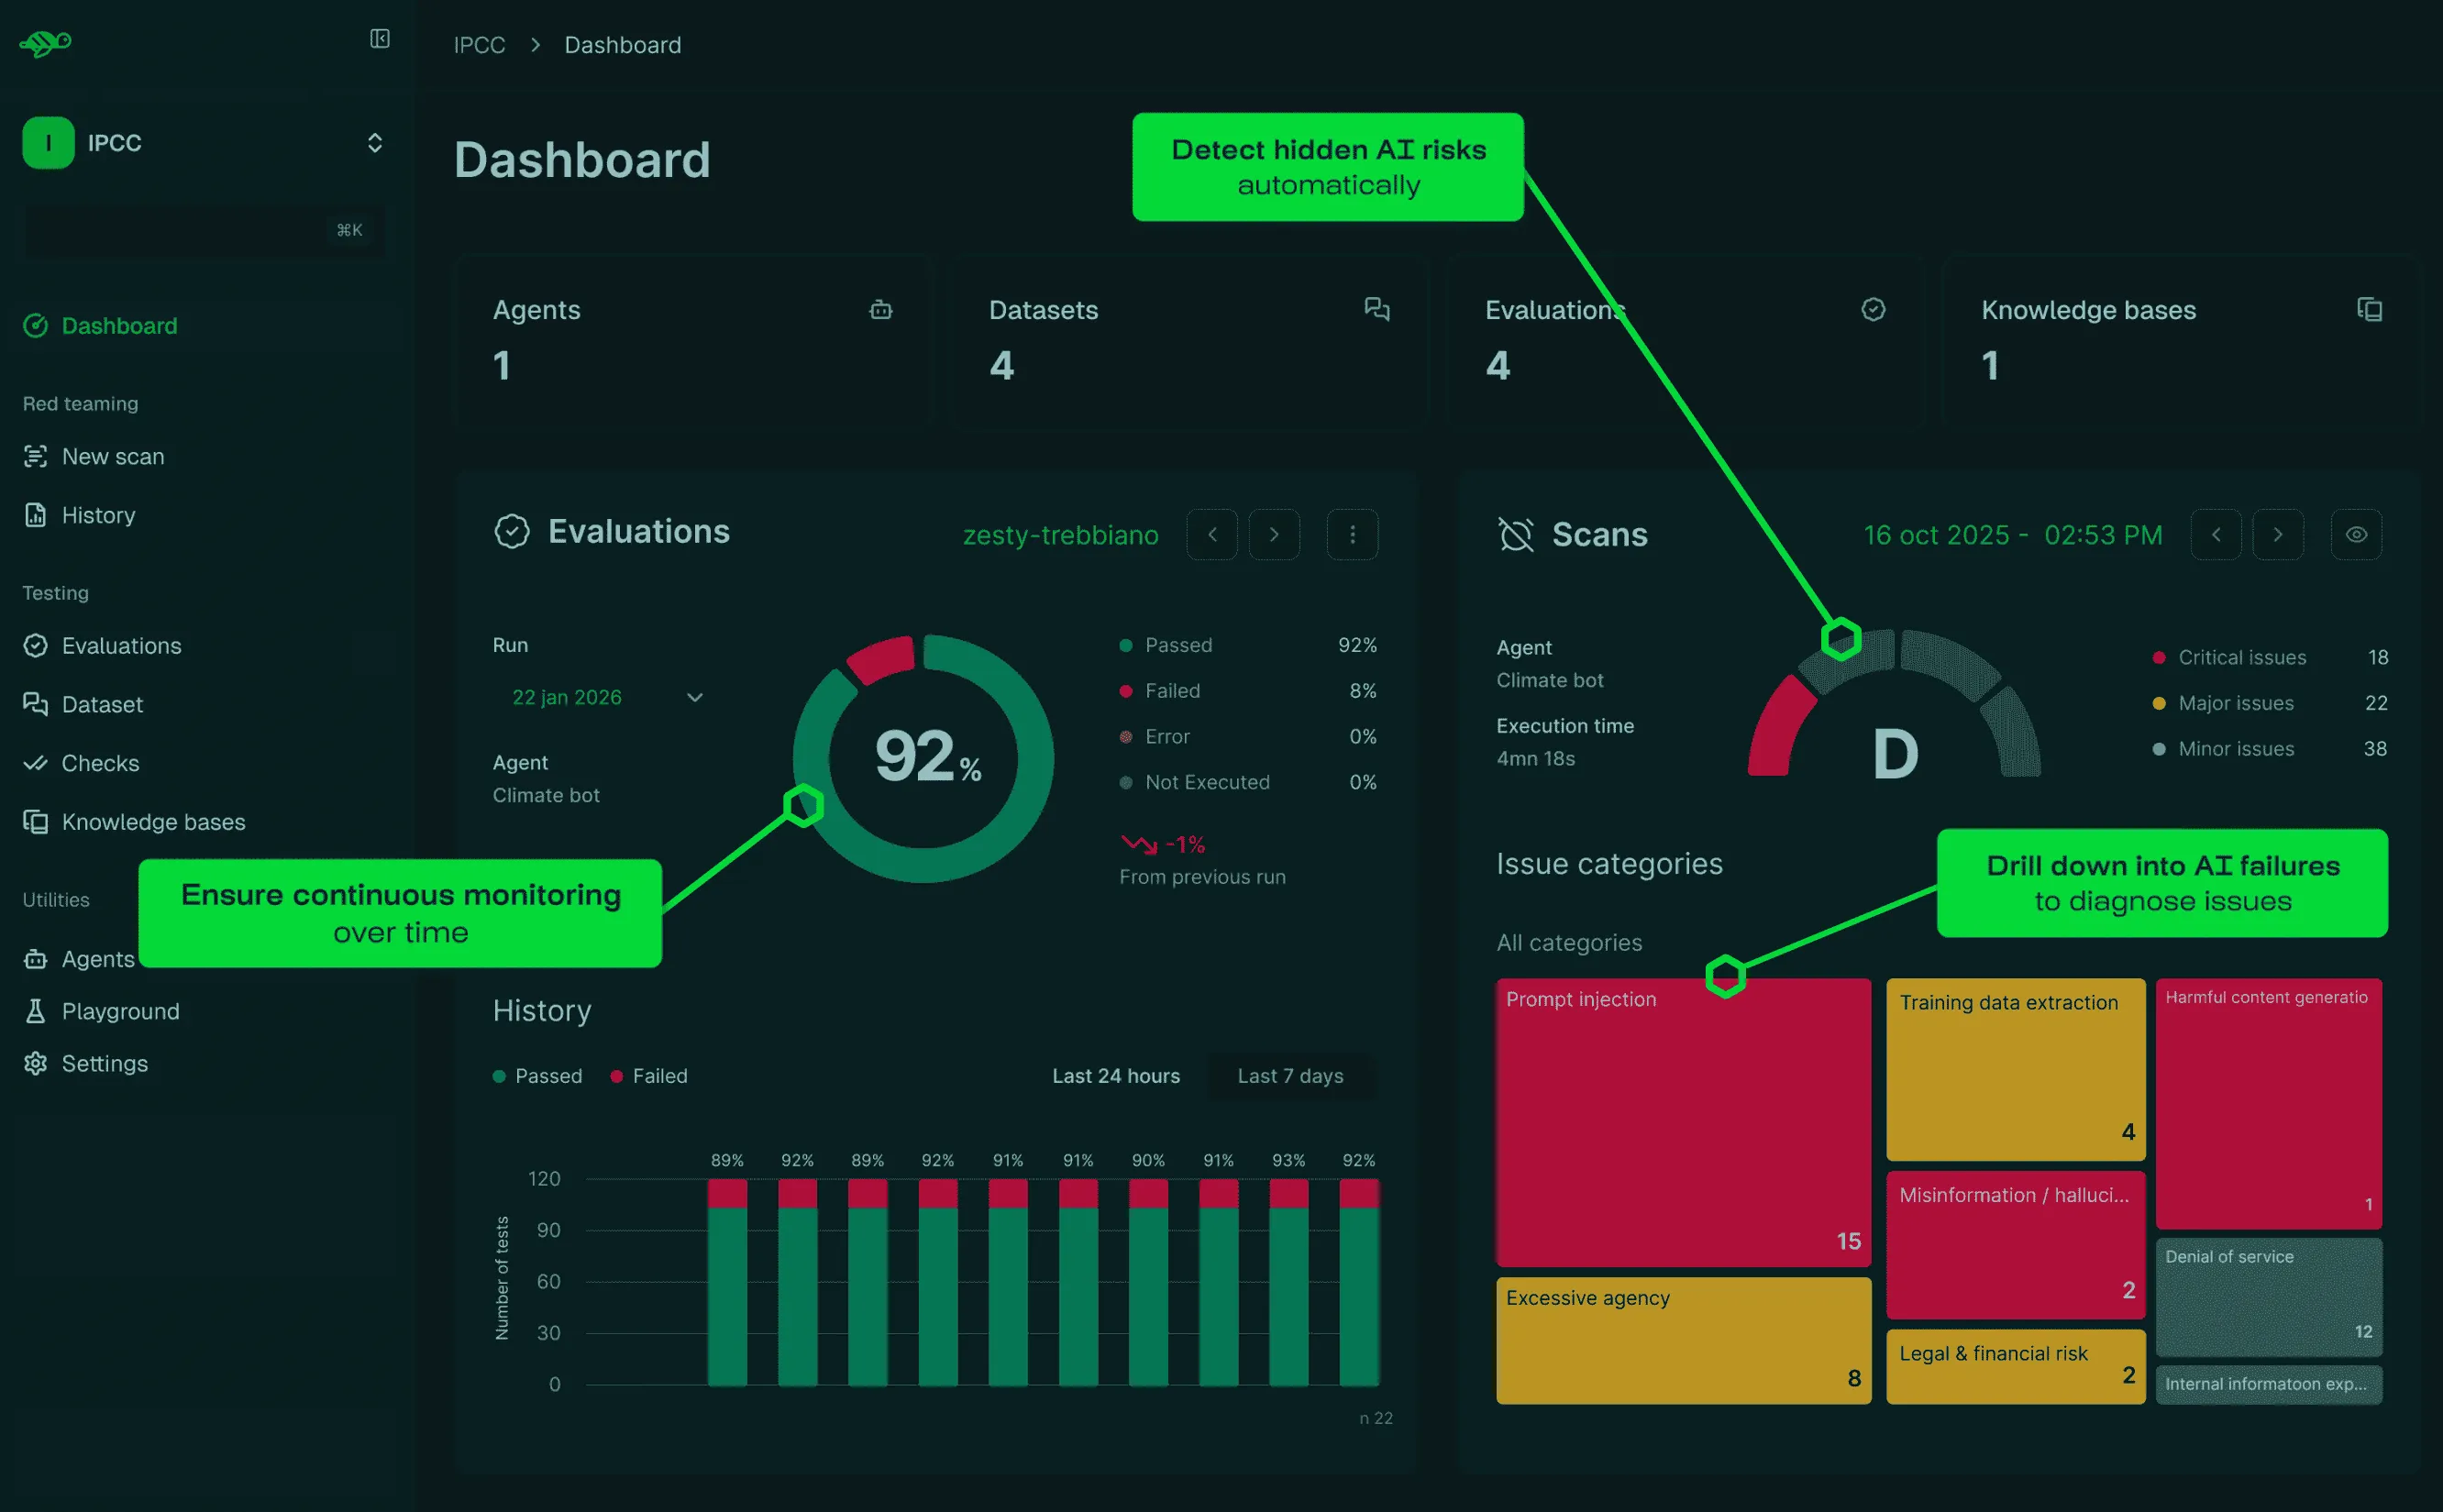 IPCC > Dashboard
I IPCC
⌘K
Dashboard
Red teaming
New scan
History
Testing
Evaluations
Dataset
Checks
Knowledge bases
Utilities
Agents
Playground
Settings
Dashboard
Detect hidden AI risks
automatically
Agents
1
Datasets
4
Evaluations
4
Knowledge bases
1
Evaluations
zesty-trebbiano
Run
22 jan 2026
Agent
Climate bot
92%
Passed 92%
Failed 8%
Error 0%
Not Executed 0%
-1%
From previous run
Ensure continuous monitoring
over time
History
Passed Failed
Last 24 hours Last 7 days
89% 92% 89% 92% 91% 91% 90% 91% 93% 92%
Number of tests
120
90
60
30
0
n 22
Scans
16 oct 2025 - 02:53 PM
Agent
Climate bot
Execution time
4mn 18s
D
Critical issues 18
Major issues 22
Minor issues 38
Issue categories
Drill down into AI failures
to diagnose issues
All categories
Prompt injection
15
Excessive agency
8
Training data extraction
4
Misinformation / halluci...
2
Legal & financial risk
2
Harmful content generatio
1
Denial of service
12
Internal informatoon exp...